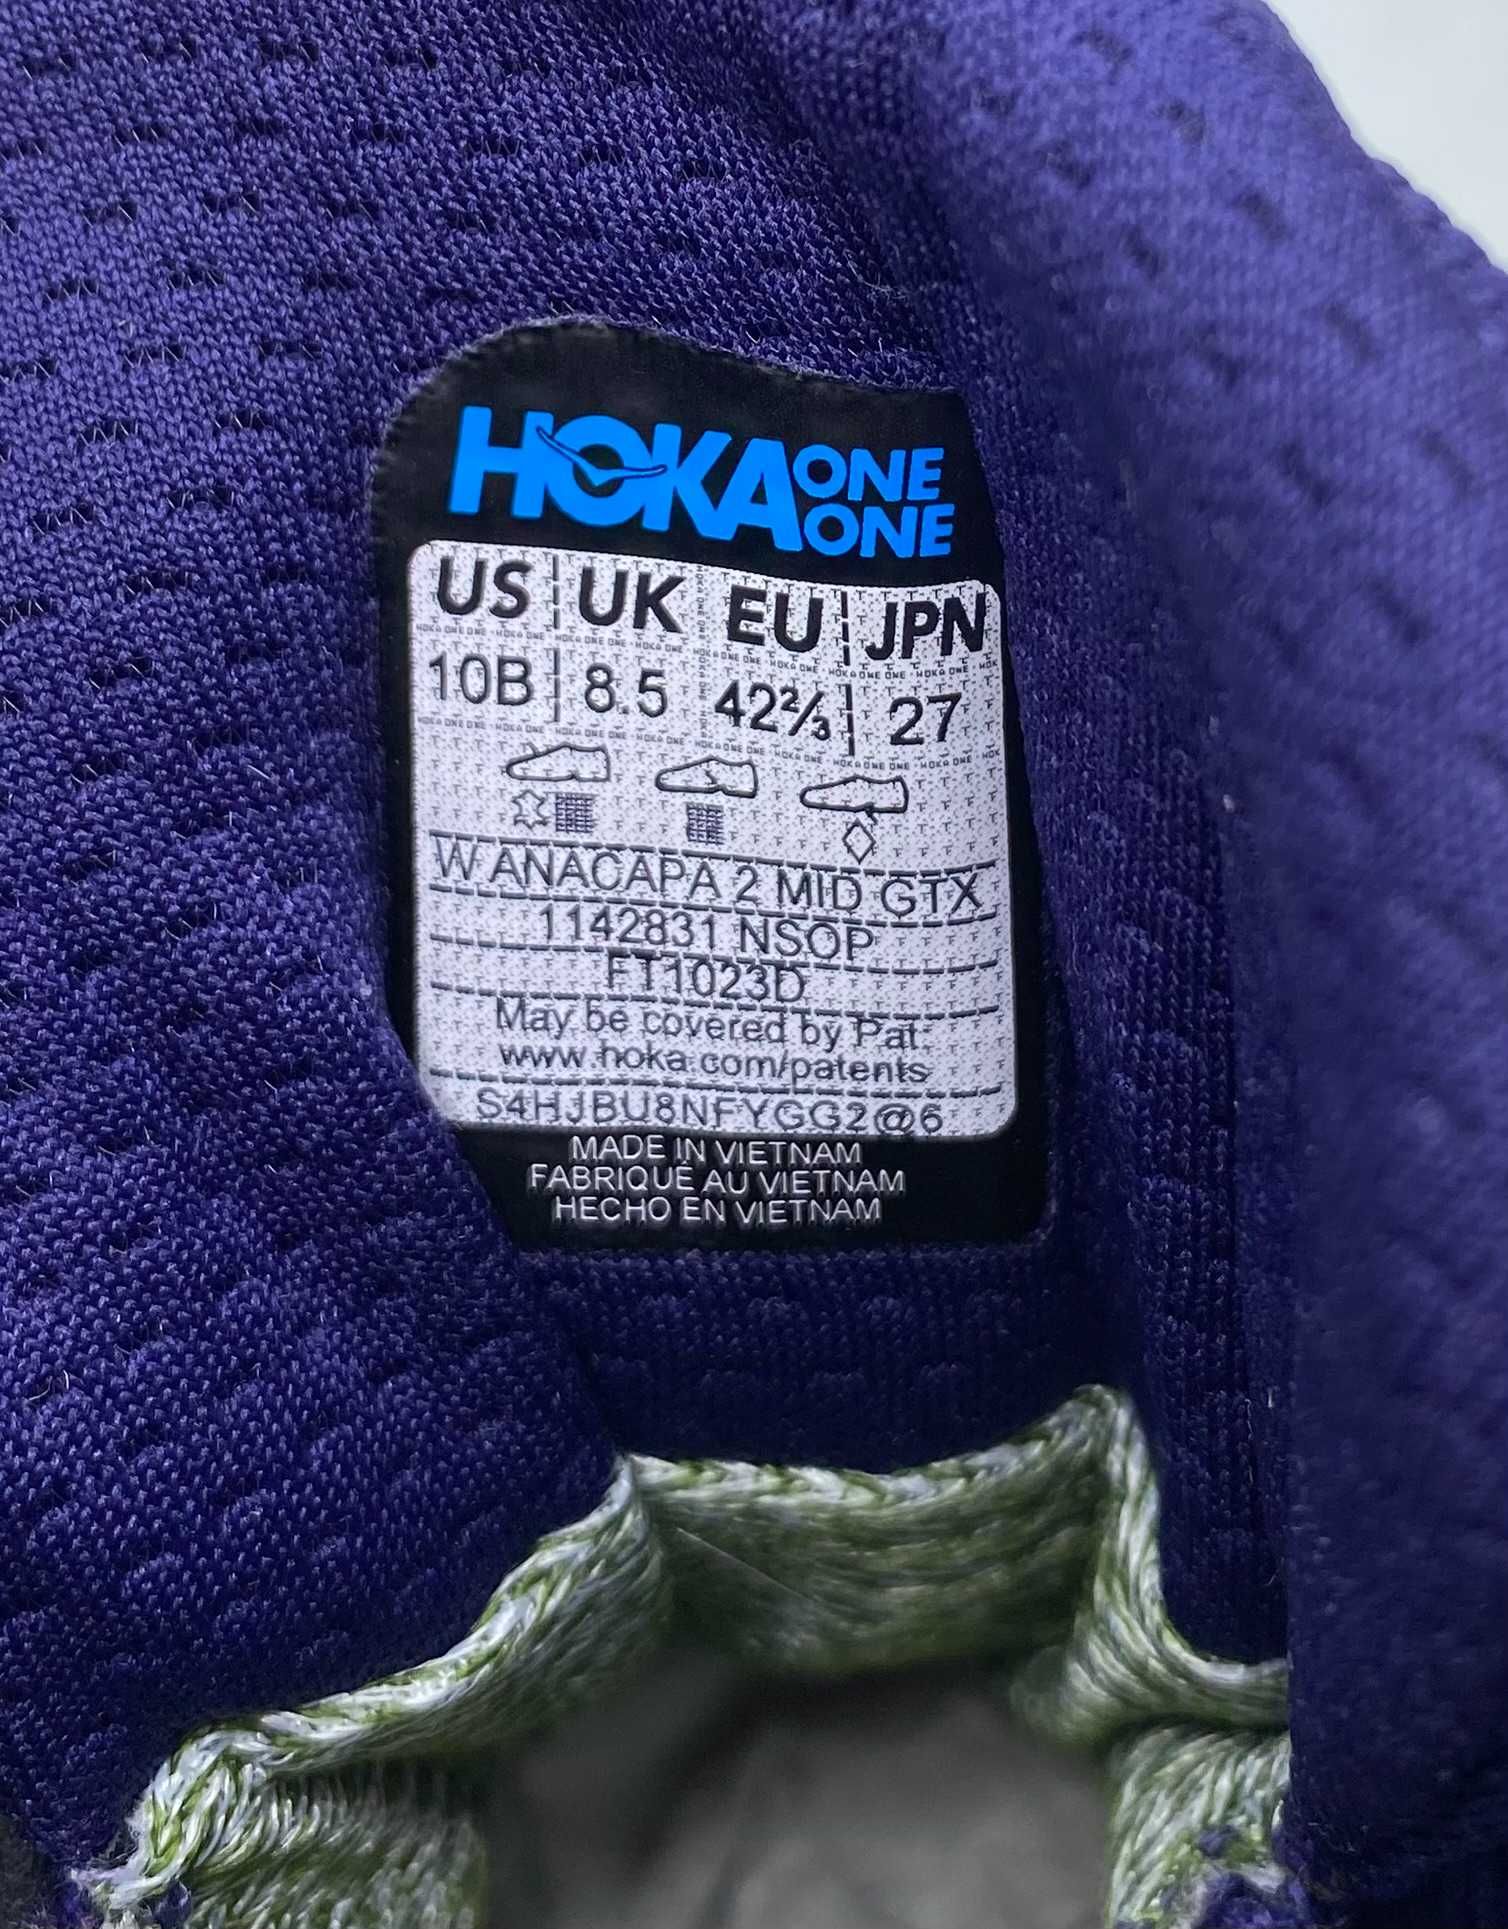 HOKA ONE ONE
US UK EU JPN
10B 8.5 42⅔ 27
W ANACAPA 2 MID GTX
1142831 NSOP
FT1023D
May be covered by Pat:
www.hoka.com/patents
S4HJBU8NFYGG2@6
MADE IN VIETNAM
FABRIQUÉ AU VIETNAM
HECHO EN VIETNAM